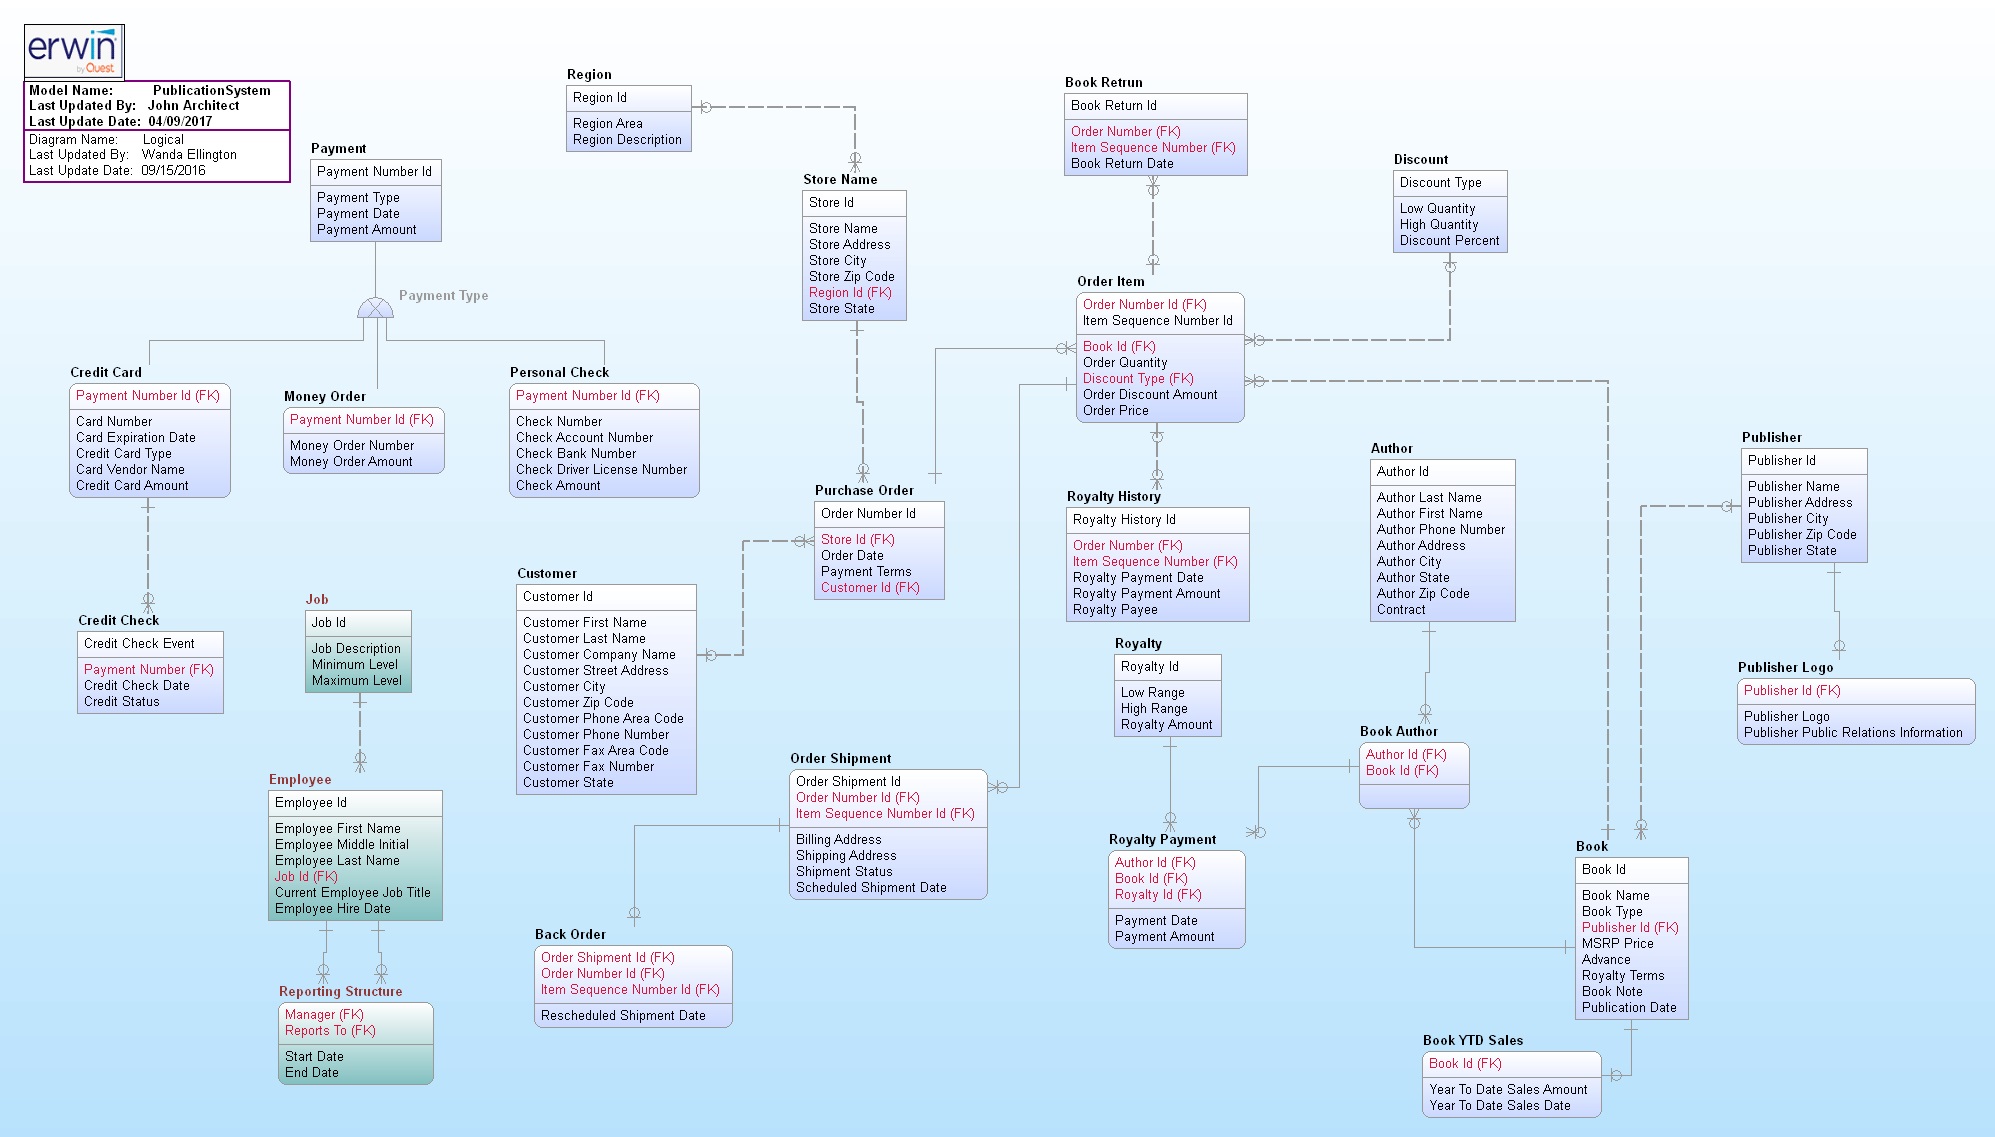 erwin
by Quest
Model Name: PublicationSystem
Last Updated By: John Architect
Last Update Date: 04/09/2017
Diagram Name: Logical
Last Updated By: Wanda Ellington
Last Update Date: 09/15/2016
Payment
Payment Number Id
Payment Type
Payment Date
Payment Amount
Payment Type
Credit Card
Payment Number Id (FK)
Card Number
Card Expiration Date
Credit Card Type
Card Vendor Name
Credit Card Amount
Money Order
Payment Number Id (FK)
Money Order Number
Money Order Amount
Personal Check
Payment Number Id (FK)
Check Number
Check Account Number
Check Bank Number
Check Driver License Number
Check Amount
Credit Check
Credit Check Event
Payment Number (FK)
Credit Check Date
Credit Status
Job
Job Id
Job Description
Minimum Level
Maximum Level
Employee
Employee Id
Employee First Name
Employee Middle Initial
Employee Last Name
Job Id (FK)
Current Employee Job Title
Employee Hire Date
Reporting Structure
Manager (FK)
Reports To (FK)
Start Date
End Date
Region
Region Id
Region Area
Region Description
Store Name
Store Id
Store Name
Store Address
Store City
Store Zip Code
Region Id (FK)
Store State
Purchase Order
Order Number Id
Store Id (FK)
Order Date
Payment Terms
Customer Id (FK)
Customer
Customer Id
Customer First Name
Customer Last Name
Customer Company Name
Customer Street Address
Customer City
Customer Zip Code
Customer Phone Area Code
Customer Phone Number
Customer Fax Area Code
Customer Fax Number
Customer State
Order Shipment
Order Shipment Id
Order Number Id (FK)
Item Sequence Number Id (FK)
Billing Address
Shipping Address
Shipment Status
Scheduled Shipment Date
Back Order
Order Shipment Id (FK)
Order Number Id (FK)
Item Sequence Number Id (FK)
Rescheduled Shipment Date
Book Retrun
Book Return Id
Order Number (FK)
Item Sequence Number (FK)
Book Return Date
Discount
Discount Type
Low Quantity
High Quantity
Discount Percent
Order Item
Order Number Id (FK)
Item Sequence Number Id
Book Id (FK)
Order Quantity
Discount Type (FK)
Order Discount Amount
Order Price
Royalty History
Royalty History Id
Order Number (FK)
Item Sequence Number (FK)
Royalty Payment Date
Royalty Payment Amount
Royalty Payee
Royalty
Royalty Id
Low Range
High Range
Royalty Amount
Royalty Payment
Author Id (FK)
Book Id (FK)
Royalty Id (FK)
Payment Date
Payment Amount
Author
Author Id
Author Last Name
Author First Name
Author Phone Number
Author Address
Author City
Author State
Author Zip Code
Contract
Book Author
Author Id (FK)
Book Id (FK)
Publisher
Publisher Id
Publisher Name
Publisher Address
Publisher City
Publisher Zip Code
Publisher State
Publisher Logo
Publisher Id (FK)
Publisher Logo
Publisher Public Relations Information
Book
Book Id
Book Name
Book Type
Publisher Id (FK)
MSRP Price
Advance
Royalty Terms
Book Note
Publication Date
Book YTD Sales
Book Id (FK)
Year To Date Sales Amount
Year To Date Sales Date